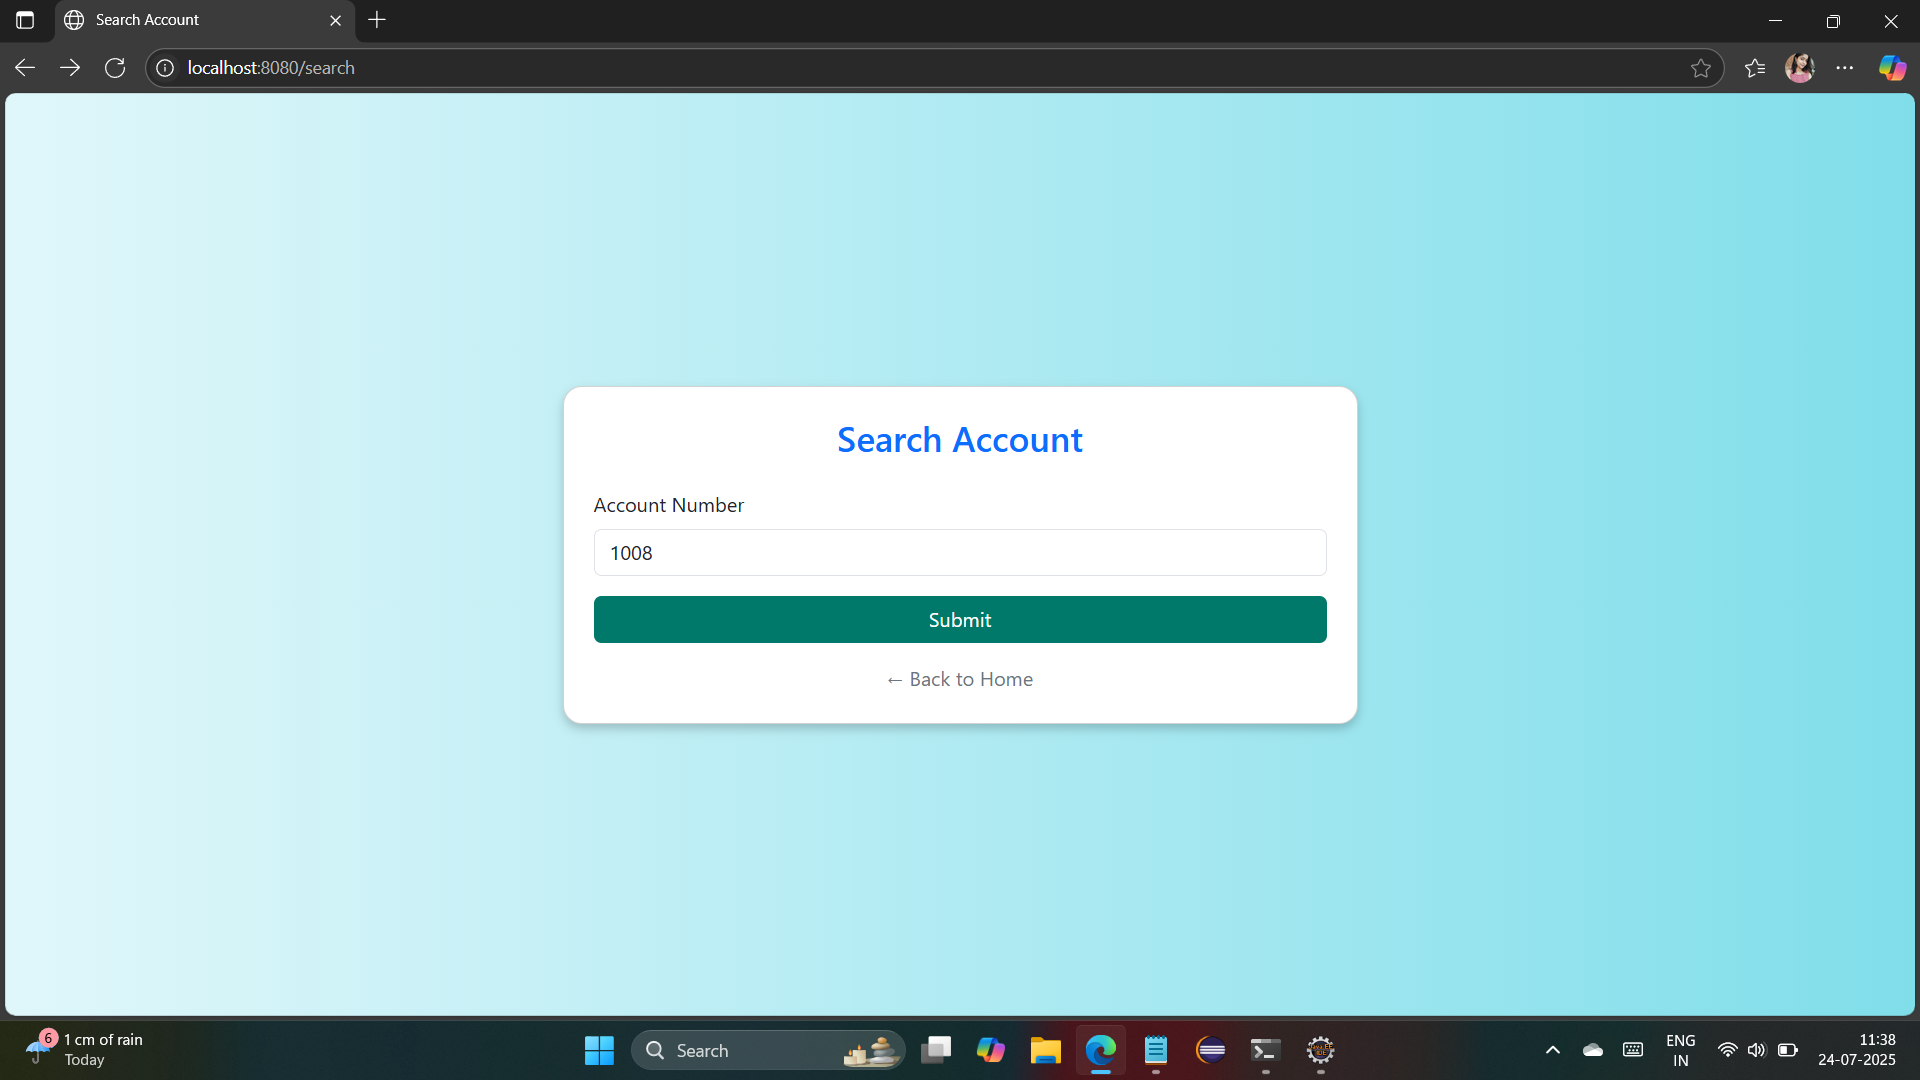 Search Account
localhost:8080/search
Search Account
Account Number
1008
Submit
← Back to Home
6
1 cm of rain
Today
Search
ENG
IN
11:38
24-07-2025